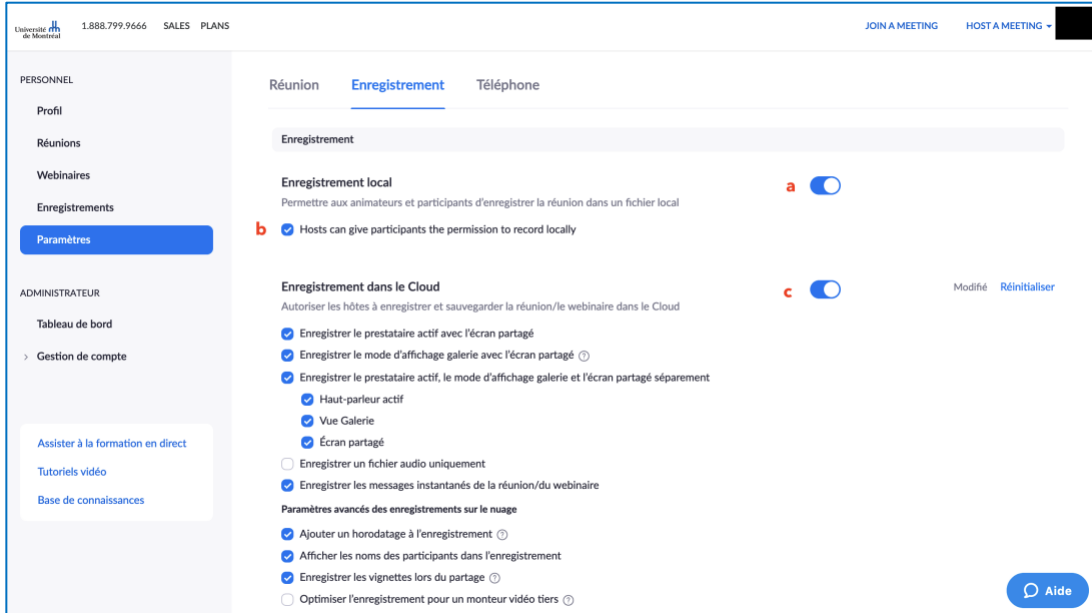 Université
de Montréal
1.888.799.9666 SALES PLANS
JOIN A MEETING HOST A MEETING
PERSONNEL
Profil
Réunions
Webinaires
Enregistrements
Paramètres
ADMINISTRATEUR
Tableau de bord
Gestion de compte
Assister à la formation en direct
Tutoriels vidéo
Base de connaissances
Réunion Enregistrement Téléphone
Enregistrement
Enregistrement local
a
Permettre aux animateurs et participants d'enregistrer la réunion dans un fichier local
b Hosts can give participants the permission to record locally
Enregistrement dans le Cloud
c Modifié Réinitialiser
Autoriser les hôtes à enregistrer et sauvegarder la réunion/le webinaire dans le Cloud
Enregistrer le prestataire actif avec l'écran partagé
Enregistrer le mode d'affichage galerie avec l'écran partagé ?
Enregistrer le prestataire actif, le mode d'affichage galerie et l'écran partagé séparement
Haut-parleur actif
Vue Galerie
Écran partagé
Enregistrer un fichier audio uniquement
Enregistrer les messages instantanés de la réunion/du webinaire
Paramètres avancés des enregistrements sur le nuage
Ajouter un horodatage à l'enregistrement ?
Afficher les noms des participants dans l'enregistrement
Enregistrer les vignettes lors du partage ?
Optimiser l'enregistrement pour un monteur vidéo tiers ?
Aide